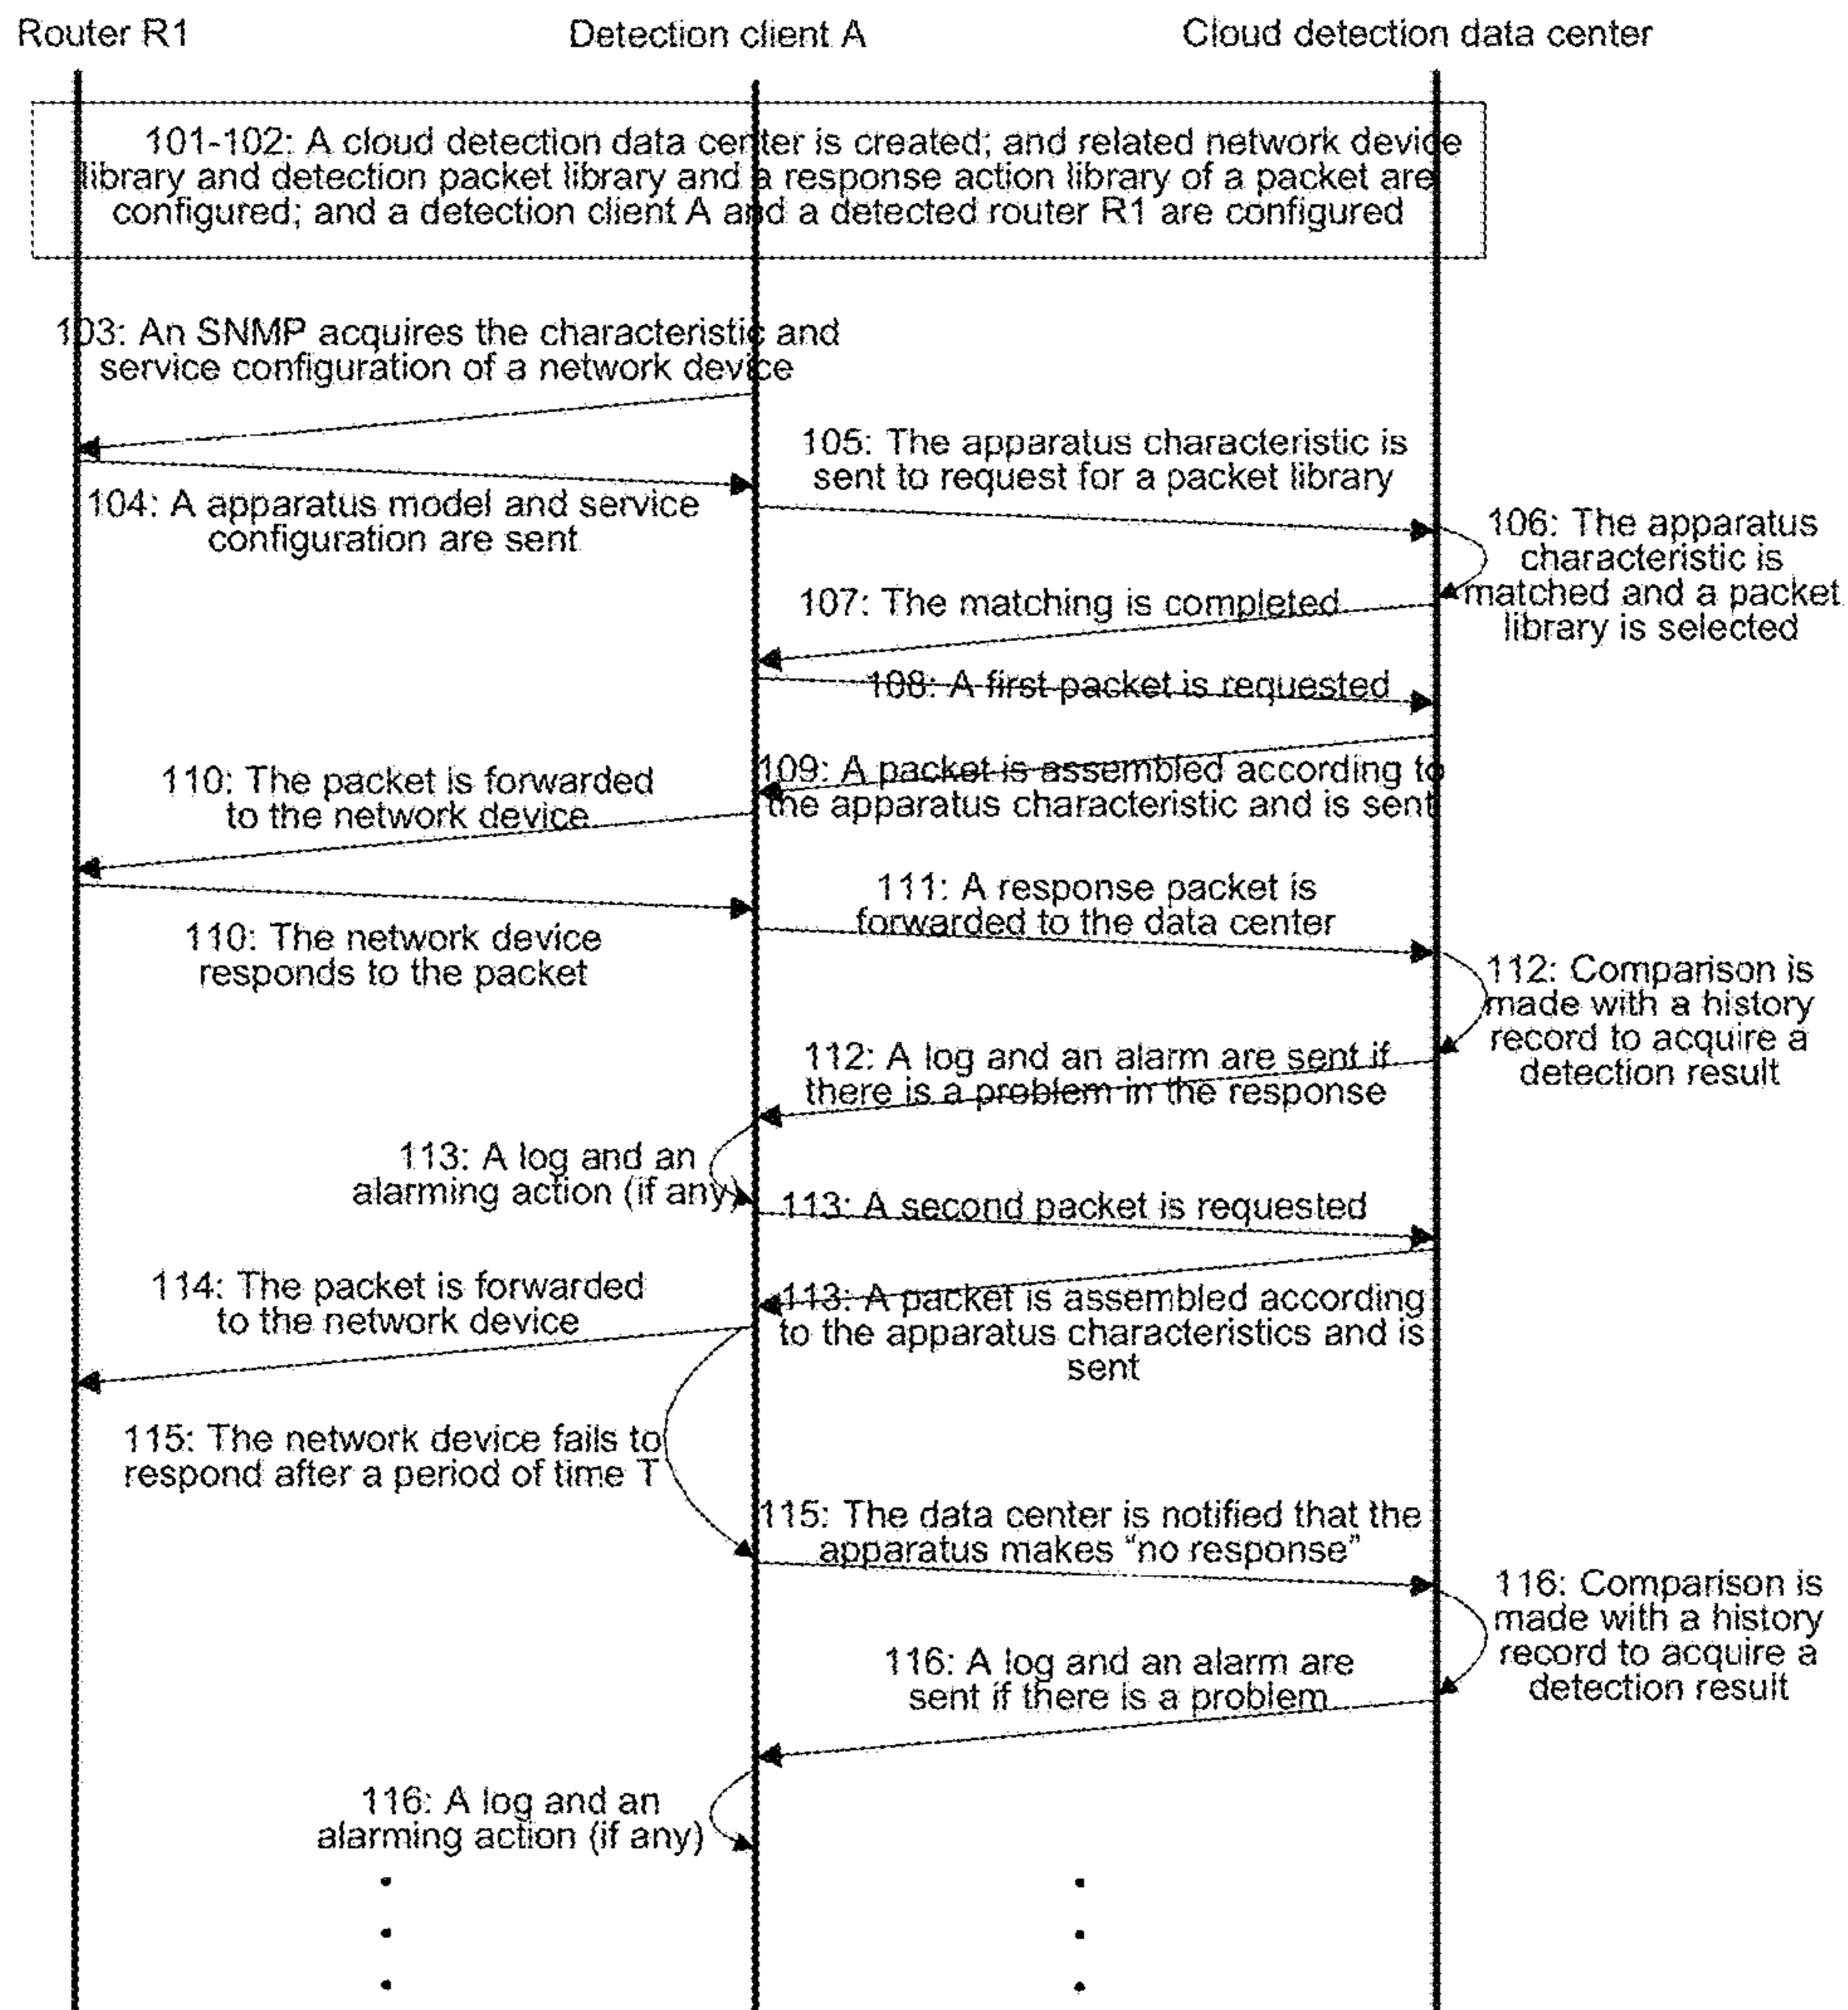 Router R1
Detection client A
Cloud detection data center
101-102: A cloud detection data center is created; and related network device
library and detection packet library and a response action library of a packet are
configured; and a detection client A and a detected router R1 are configured
103: An SNMP acquires the characteristic and
service configuration of a network device
105: The apparatus characteristic is
sent to request for a packet library
104: A apparatus model and service
configuration are sent
106: The apparatus
characteristic is
matched and a packet
library is selected
107: The matching is completed
108: A first packet is requested
109: A packet is assembled according to
the apparatus characteristic and is sent
110: The packet is forwarded
to the network device
111: A response packet is
forwarded to the data center
110: The network device
responds to the packet
112: Comparison is
made with a history
record to acquire a
detection result
112: A log and an alarm are sent if
there is a problem in the response
113: A log and an
alarming action (if any)
113: A second packet is requested
114: The packet is forwarded
to the network device
113: A packet is assembled according
to the apparatus characteristics and is
sent
115: The network device fails to
respond after a period of time T
115: The data center is notified that the
apparatus makes “no response”
116: Comparison is
made with a history
record to acquire a
detection result
116: A log and an alarm are
sent if there is a problem
116: A log and an
alarming action (if any)